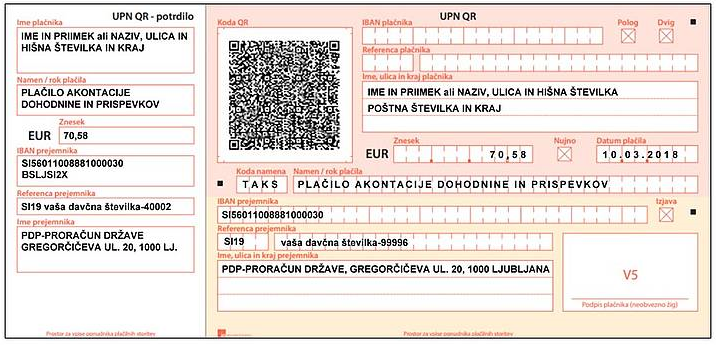 UPN QR - potrdilo
Ime plačnika
IME IN PRIIMEK ali NAZIV, ULICA IN
HIŠNA ŠTEVILKA IN KRAJ
Namen / rok plačila
PLAČILO AKONTACIJE
DOHODNINE IN PRISPEVKOV
Znesek
EUR 70,58
IBAN prejemnika
SI56011008881000030
BSLJSI2X
Referenca prejemnika
SI19 vaša davčna številka-40002
Ime prejemnika
PDP-PRORAČUN DRŽAVE
GREGORČIČEVA UL. 20, 1000 LJ.
Prostor za vpise ponudnika plačilnih storitev
UPN QR
Koda QR
IBAN plačnika
Polog
Dvig
Referenca plačnika
Ime, ulica in kraj plačnika
IME IN PRIIMEK ali NAZIV, ULICA IN HIŠNA ŠTEVILKA
POŠTNA ŠTEVILKA IN KRAJ
Znesek
Nujno
Datum plačila
EUR 70,58
10.03.2018
Koda namena
Namen / rok plačila
TAKS PLAČILO AKONTACIJE DOHODNINE IN PRISPEVKOV
IBAN prejemnika
Izjava
SI56011008881000030
Referenca prejemnika
SI19 vaša davčna številka-99996
Ime, ulica in kraj prejemnika
PDP-PRORAČUN DRŽAVE, GREGORČIČEVA UL. 20, 1000 LJUBLJANA
V5
Podpis plačnika (neobvezno žig)
Prostor za vpise ponudnika plačilnih storitev